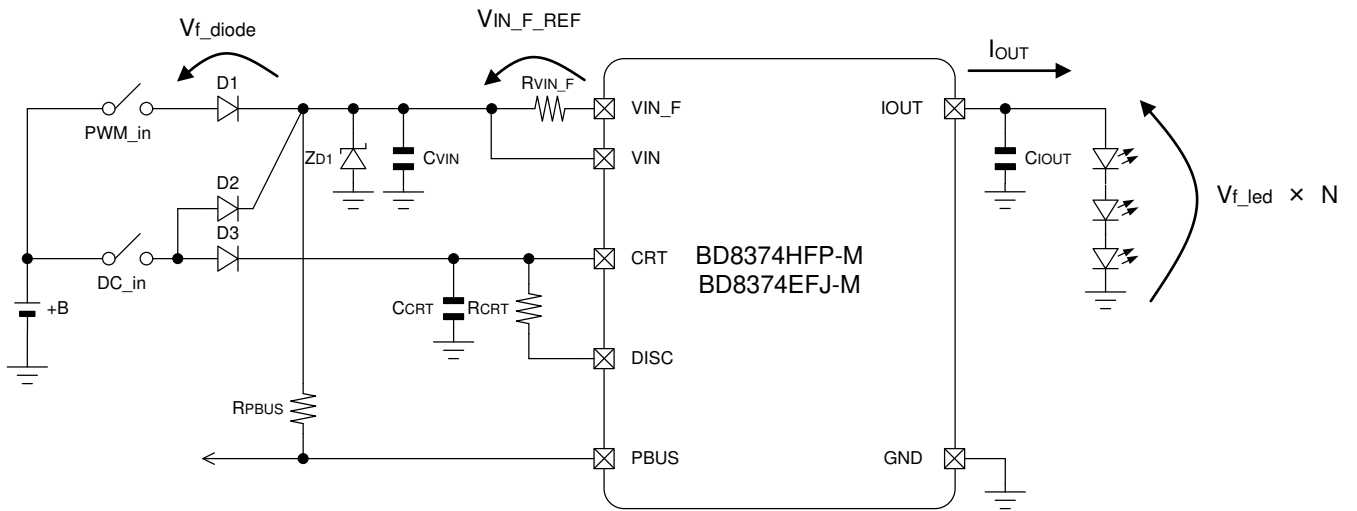 Vf_diode
VIN_F_REF
IOUT
D1
RVIN_F
PWM_in
VIN_F
IOUT
ZD1
CVIN
VIN
CIOUT
D2
Vf_led × N
D3
DC_in
CRT
BD8374HFP-M
BD8374EFJ-M
+B
CCRT
RCRT
DISC
RPBUS
PBUS
GND